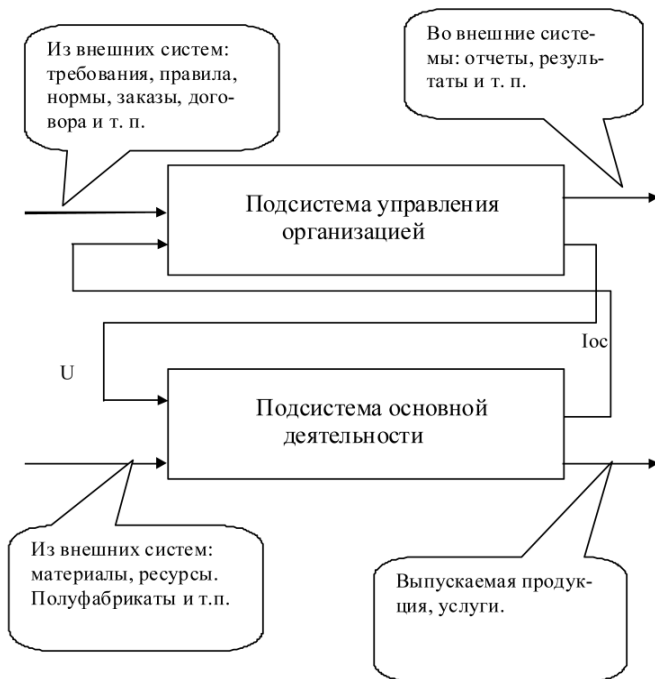 Из внешних систем:
требования, правила,
нормы, заказы, дого-
вора и т. п.
Во внешние систе-
мы: отчеты, резуль-
таты и т. п.
Подсистема управления
организацией
U
Iос
Подсистема основной
деятельности
Из внешних систем:
материалы, ресурсы.
Полуфабрикаты и т.п.
Выпускаемая продук-
ция, услуги.